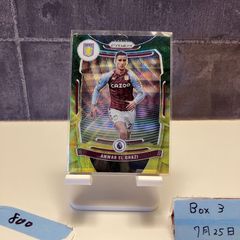 PRIZM
CAZOO
ANWAR EL GHAZI
800
Box 3
7月25日